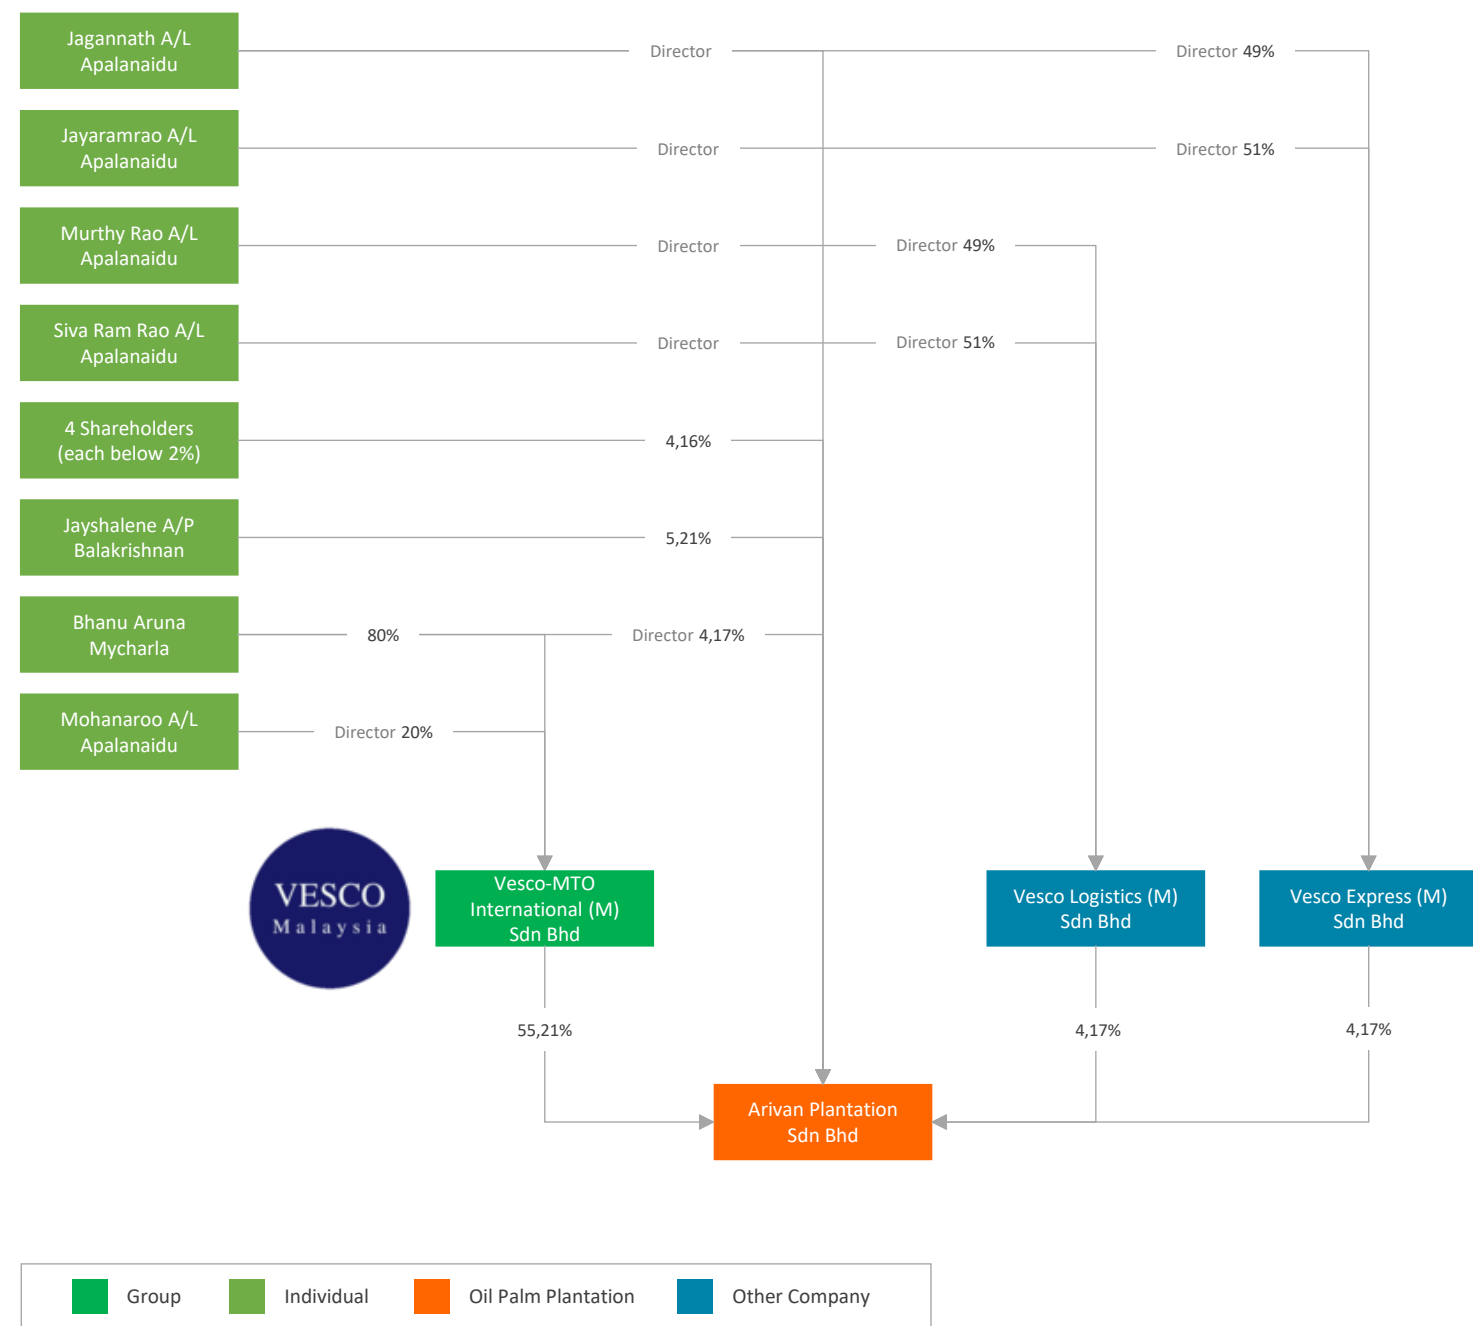 Jagannath A/L
Apalanaidu
Director
Director 49%
Jayaramrao A/L
Apalanaidu
Director
Director 51%
Murthy Rao A/L
Apalanaidu
Director
Director 49%
Siva Ram Rao A/L
Apalanaidu
Director
Director 51%
4 Shareholders
(each below 2%)
4,16%
Jayshalene A/P
Balakrishnan
5,21%
Bhanu Aruna
Mycharla
80%
Director 4,17%
Mohanaroo A/L
Apalanaidu
Director 20%
VESCO
Malaysia
Vesco-MTO
International (M)
Sdn Bhd
Vesco Logistics (M)
Sdn Bhd
Vesco Express (M)
Sdn Bhd
55,21%
4,17%
4,17%
Arivan Plantation
Sdn Bhd
Group
Individual
Oil Palm Plantation
Other Company